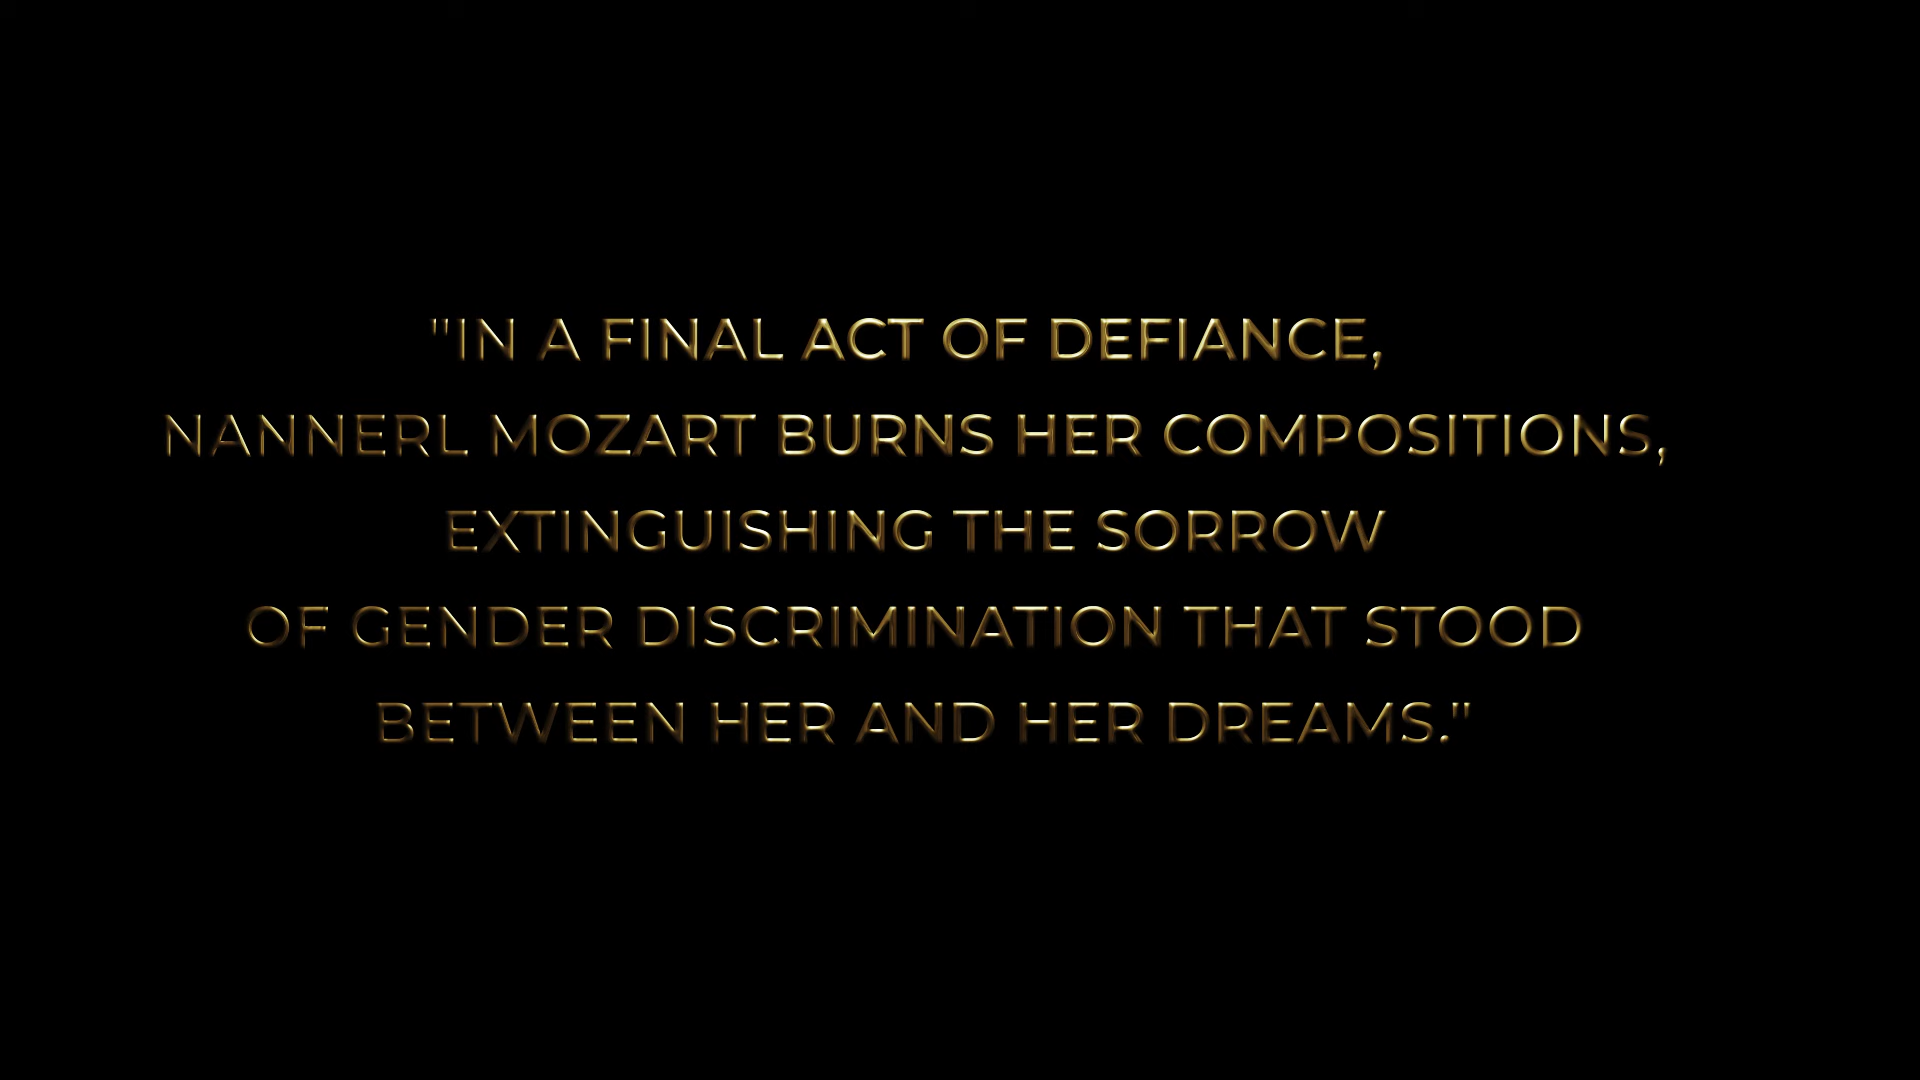 "IN A FINAL ACT OF DEFIANCE,
NANNERL MOZART BURNS HER COMPOSITIONS,
EXTINGUISHING THE SORROW
OF GENDER DISCRIMINATION THAT STOOD
BETWEEN HER AND HER DREAMS."